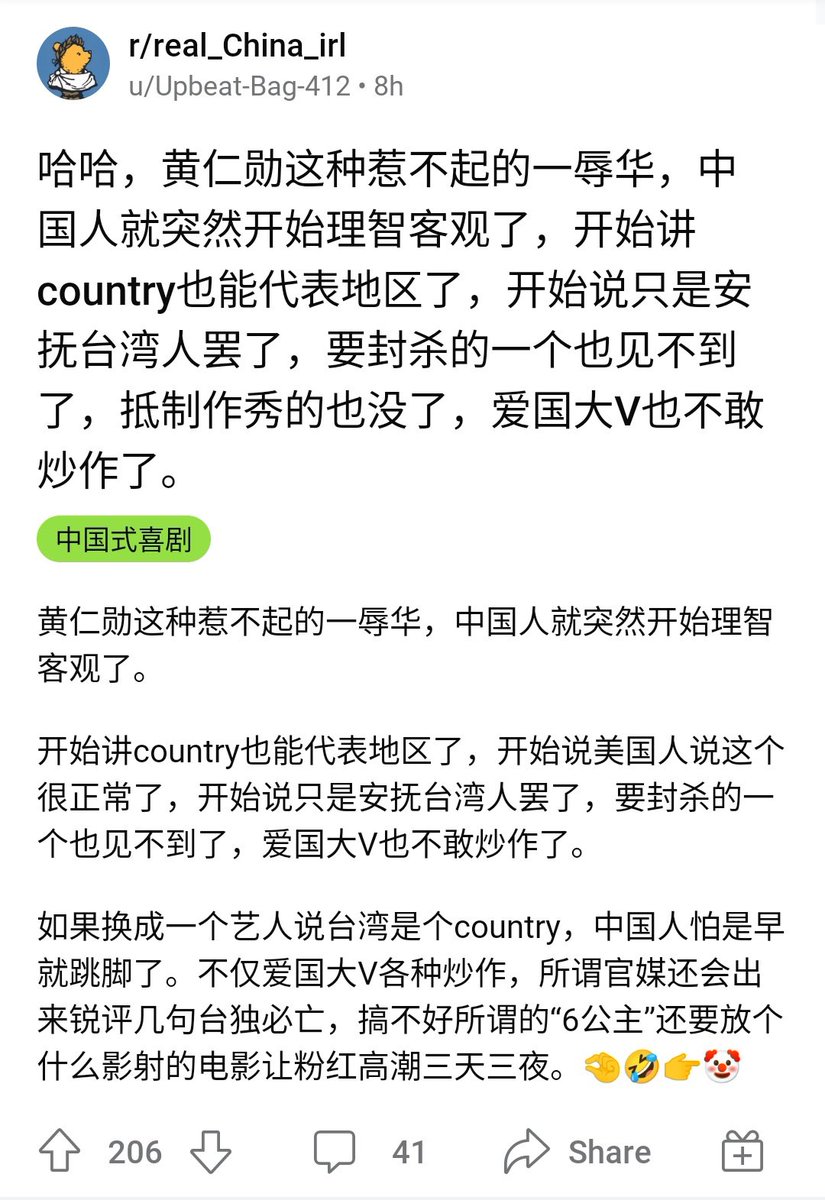 r/real_China_irl
u/Upbeat-Bag-412 • 8h
哈哈，黄仁勋这种惹不起的一辱华，中
国人就突然开始理智客观了，开始讲
country也能代表地区了，开始说只是安
抚台湾人罢了，要封杀的一个也见不到
了，抵制作秀的也没了，爱国大V也不敢
炒作了。
中国式喜剧
黄仁勋这种惹不起的一辱华，中国人就突然开始理智
客观了。
开始讲country也能代表地区了，开始说美国人说这个
很正常了，开始说只是安抚台湾人罢了，要封杀的一
个也见不到了，爱国大V也不敢炒作了。
如果换成一个艺人说台湾是个country，中国人怕是早
就跳脚了。不仅爱国大V各种炒作，所谓官媒还会出
来锐评几句台独必亡，搞不好所谓的“6公主”还要放个
什么影射的电影让粉红高潮三天三夜。🤏🤣👉🤡
206
41
Share